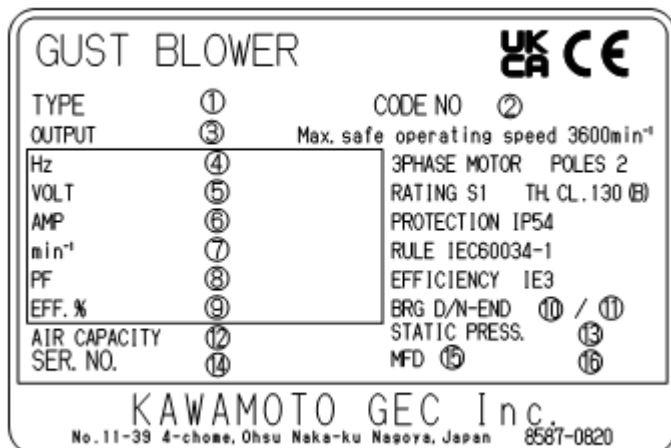 GUST BLOWER UK CA CE
TYPE ① CODE NO ②
OUTPUT ③ Max. safe operating speed 3600min⁻¹
Hz ④ 3PHASE MOTOR POLES 2
VOLT ⑤ RATING S1 TH.CL.130 (B)
AMP ⑥ PROTECTION IP54
min⁻¹ ⑦ RULE IEC60034-1
PF ⑧ EFFICIENCY IE3
EFF.% ⑨ BRG D/N-END ⑩ / ⑪
AIR CAPACITY ⑫ STATIC PRESS. ⑬
SER. NO. ⑭ MFD ⑮ ⑯
KAWAMOTO GEC Inc.
No.11-39 4-chome, Ohsu Naka-ku Nagoya, Japan 8587-0820